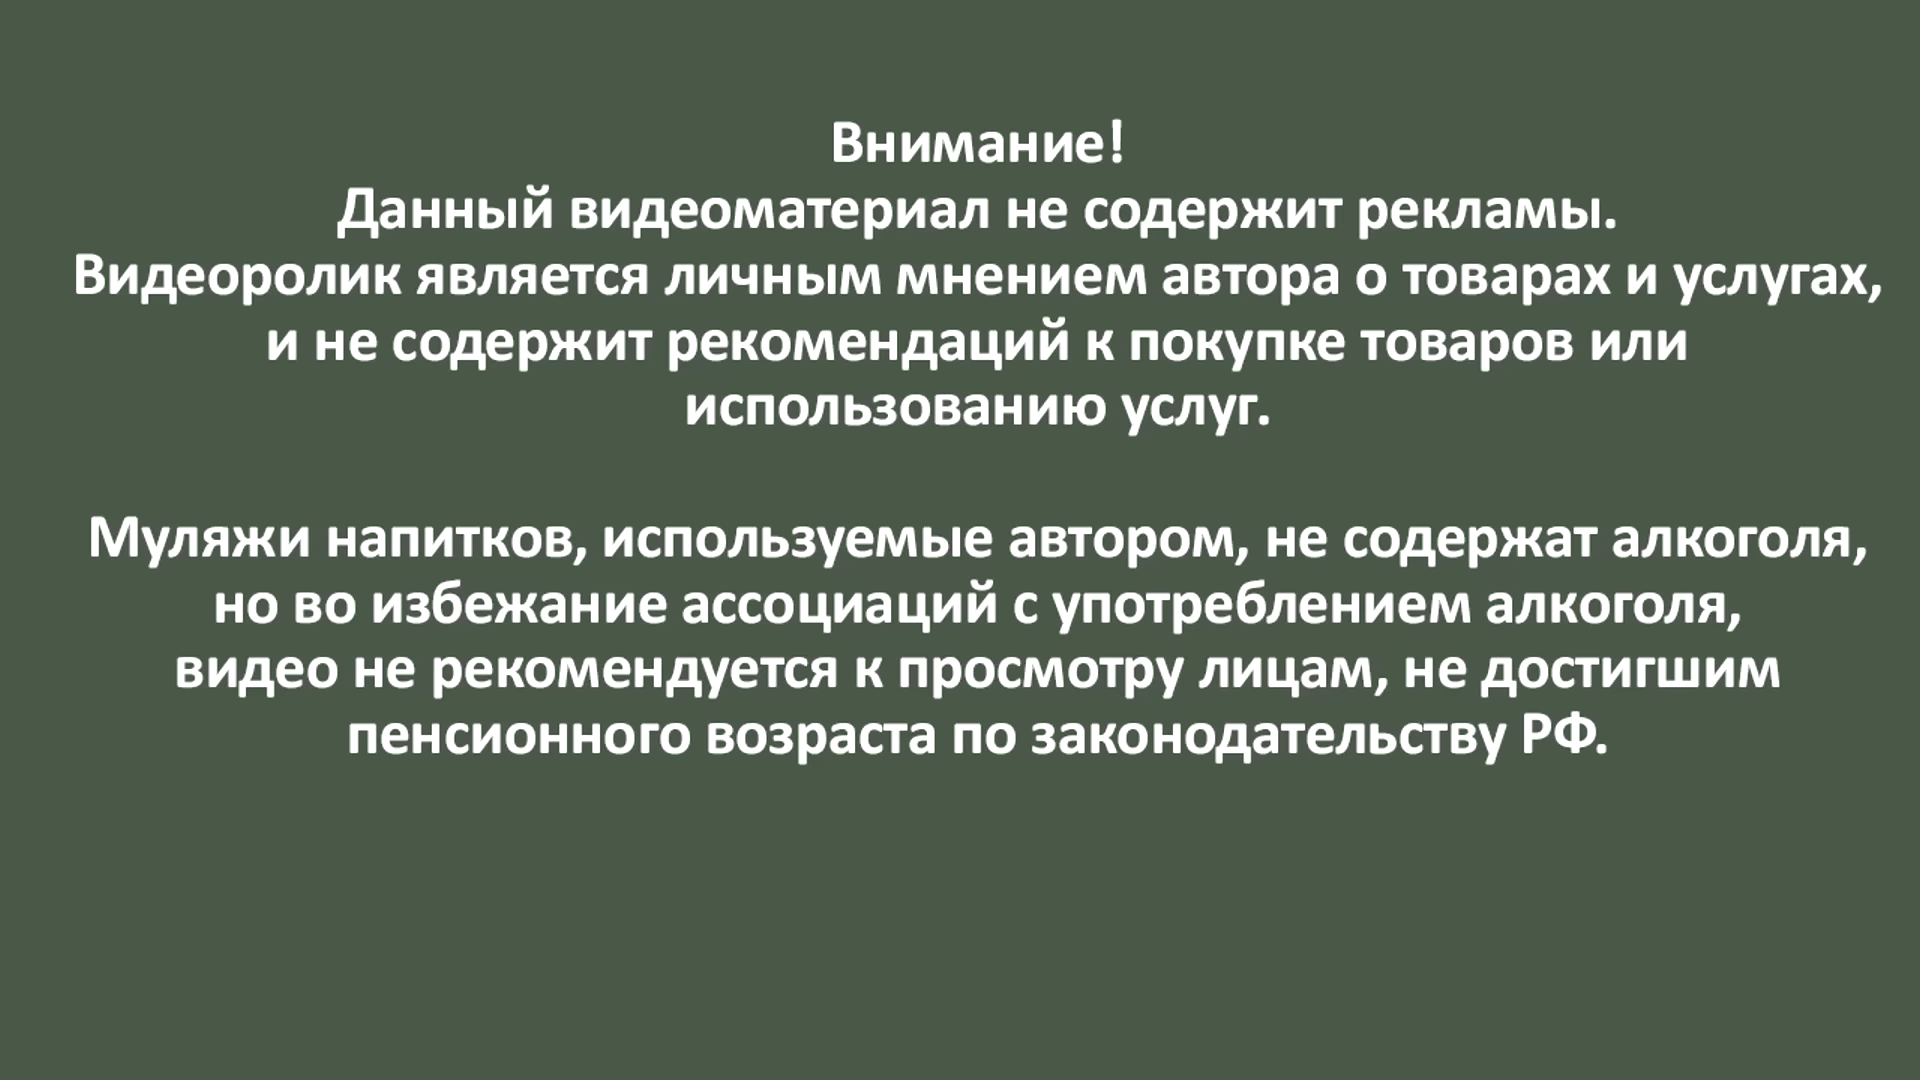 Внимание!
Данный видеоматериал не содержит рекламы.
Видеоролик является личным мнением автора о товарах и услугах,
и не содержит рекомендаций к покупке товаров или
использованию услуг.
Муляжи напитков, используемые автором, не содержат алкоголя,
но во избежание ассоциаций с употреблением алкоголя,
видео не рекомендуется к просмотру лицам, не достигшим
пенсионного возраста по законодательству РФ.